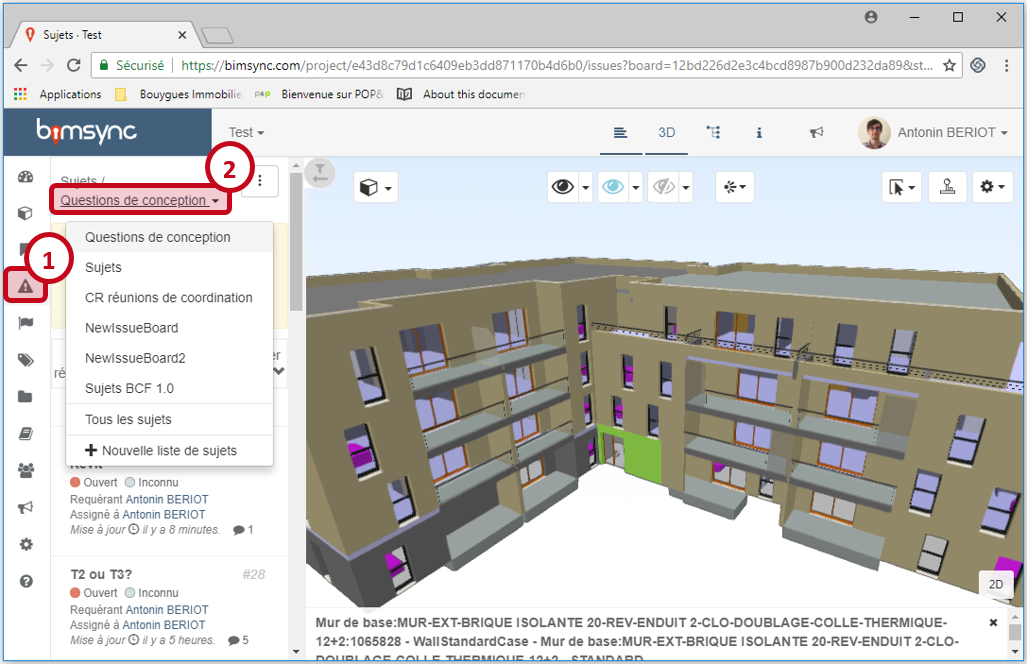 Sujets · Test
Sécurisé
https://bimsync.com/project/e43d8c79d1c6409eb3dd871170b4d6b0/issues?board=12bd226d2e3c4bcd8987b900d232da89&st...
Applications
Bouygues Immobilie
P&P
Bienvenue sur POP&
About this documen
bimsync
Test
3D
Antonin BERIOT
2
Sujets /
Questions de conception
1
Questions de conception
Sujets
CR réunions de coordination
NewIssueBoard
NewIssueBoard2
Sujets BCF 1.0
Tous les sujets
Nouvelle liste de sujets
er
ré
Revit
Ouvert Inconnu
Requérant Antonin BERIOT
Assigné à Antonin BERIOT
Mise à jour il y a 8 minutes. 1
T2 ou T3? #28
Ouvert Inconnu
Requérant Antonin BERIOT
Assigné à Antonin BERIOT
Mise à jour il y a 5 heures. 5
2D
Mur de base:MUR-EXT-BRIQUE ISOLANTE 20-REV-ENDUIT 2-CLO-DOUBLAGE-COLLE-THERMIQUE-
12+2:1065828 - WallStandardCase - Mur de base:MUR-EXT-BRIQUE ISOLANTE 20-REV-ENDUIT 2-CLO-
DOUBLAGE-COLLE-THERMIQUE-12+2 - STANDARD